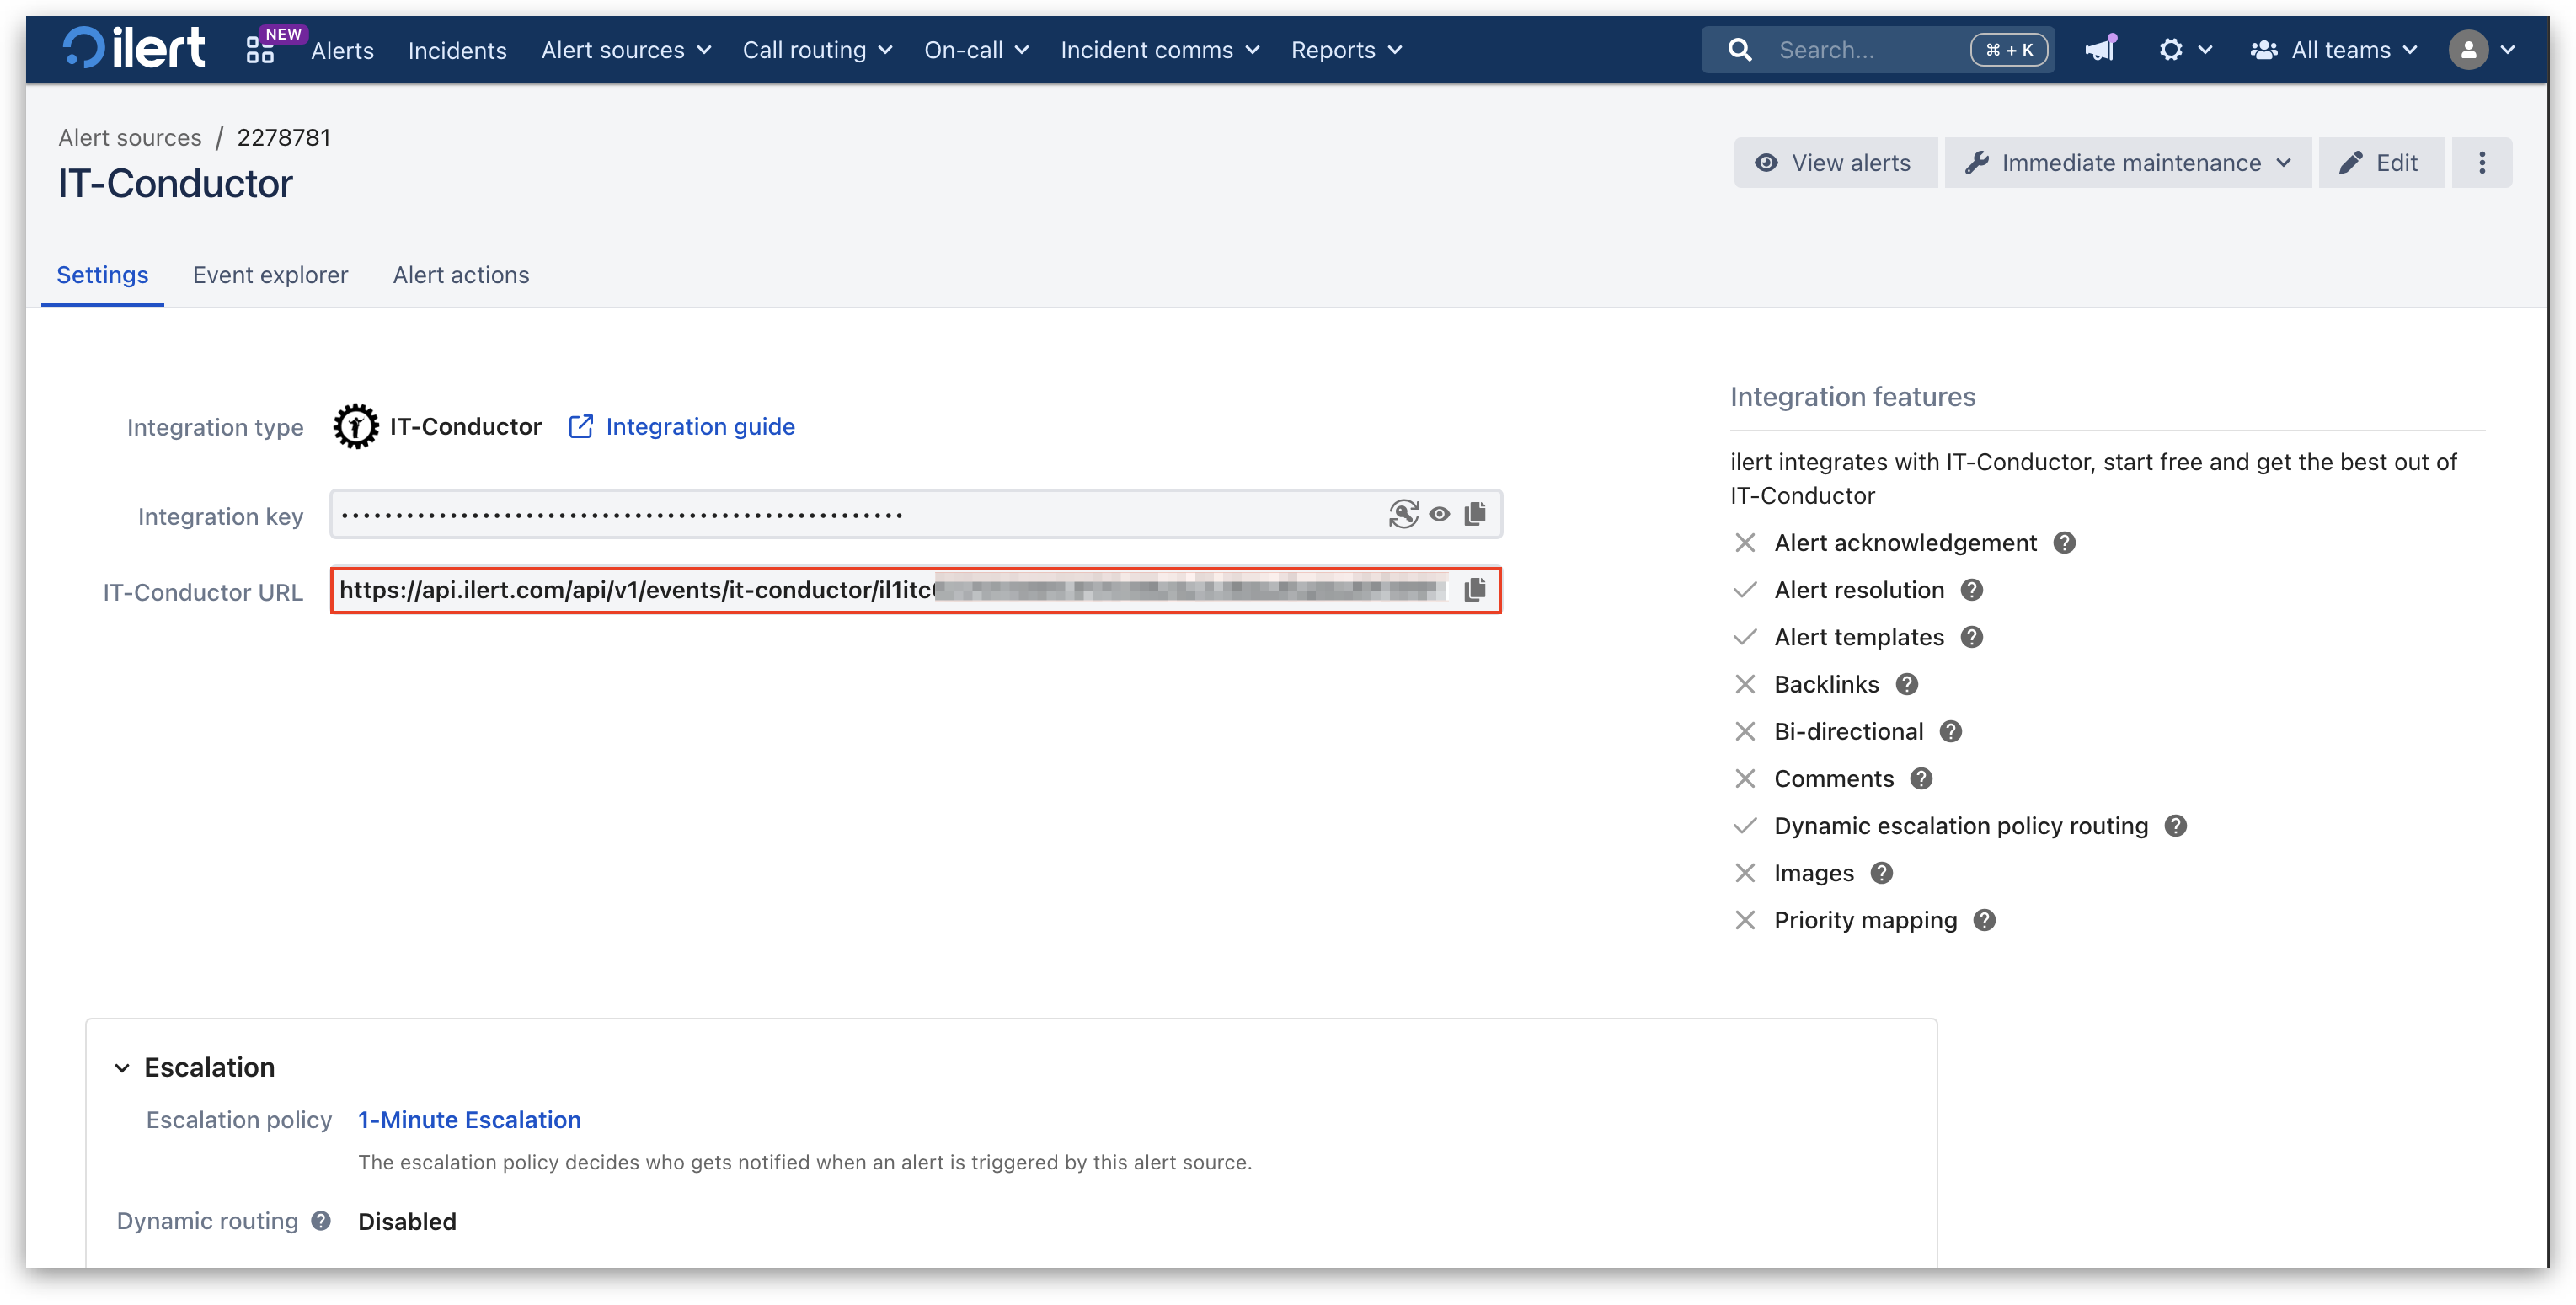 ilert NEW Alerts Incidents Alert sources Call routing On-call Incident comms Reports Search... ⌘ + K All teams
Alert sources / 2278781
IT-Conductor
View alerts Immediate maintenance Edit
Settings Event explorer Alert actions
Integration type IT-Conductor Integration guide
Integration key ••••••••••••••••••••••••••••••••••••••••••••••••••••
IT-Conductor URL https://api.ilert.com/api/v1/events/it-conductor/il1itc
Integration features
ilert integrates with IT-Conductor, start free and get the best out of
IT-Conductor
Alert acknowledgement
Alert resolution
Alert templates
Backlinks
Bi-directional
Comments
Dynamic escalation policy routing
Images
Priority mapping
Escalation
Escalation policy 1-Minute Escalation
The escalation policy decides who gets notified when an alert is triggered by this alert source.
Dynamic routing Disabled